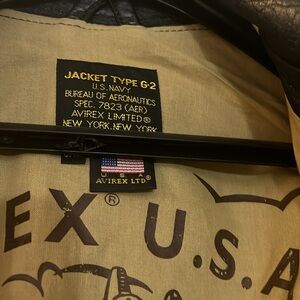 JACKET TYPE G-2
U.S. NAVY
BUREAU OF AERONAUTICS
SPEC. 7823 (AER)
AVIREX LIMITED®
NEW YORK, NEW YORK
U S A
AVIREX LTD®
EX® U.S.A